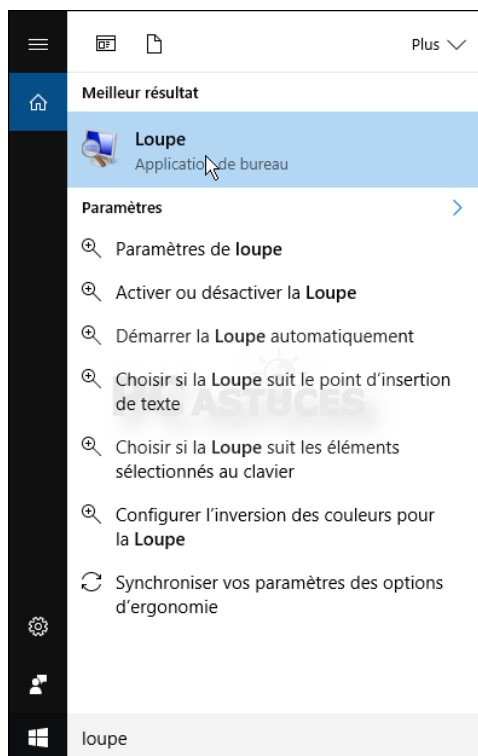 Plus
Meilleur résultat
Loupe
Application de bureau
Paramètres
Paramètres de loupe
Activer ou désactiver la Loupe
Démarrer la Loupe automatiquement
Choisir si la Loupe suit le point d'insertion
de texte
PC ASTUCES
Choisir si la Loupe suit les éléments
sélectionnés au clavier
Configurer l'inversion des couleurs pour
la Loupe
Synchroniser vos paramètres des options
d'ergonomie
loupe